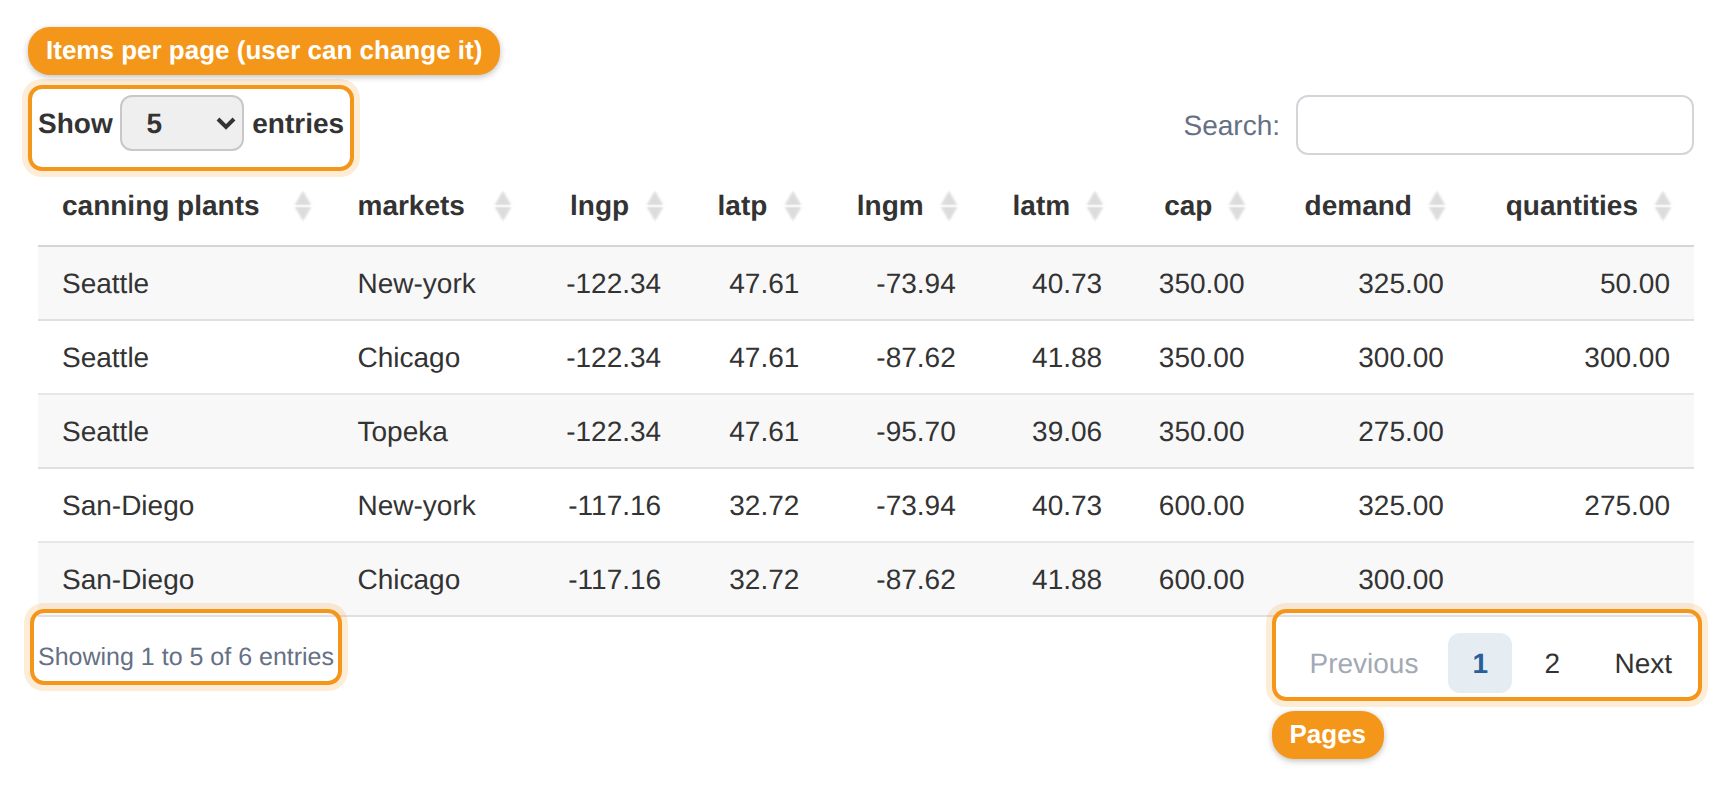 Items per page (user can change it)
Show 5 entries Search:
canning plants markets lngp latp lngm latm cap demand quantities
Seattle New-york -122.34 47.61 -73.94 40.73 350.00 325.00 50.00
Seattle Chicago -122.34 47.61 -87.62 41.88 350.00 300.00 300.00
Seattle Topeka -122.34 47.61 -95.70 39.06 350.00 275.00
San-Diego New-york -117.16 32.72 -73.94 40.73 600.00 325.00 275.00
San-Diego Chicago -117.16 32.72 -87.62 41.88 600.00 300.00
Showing 1 to 5 of 6 entries Previous 1 2 Next
Pages